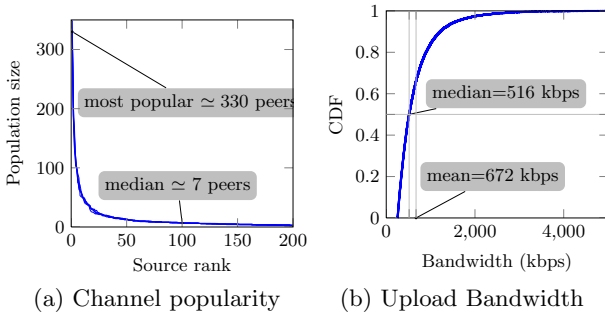 300
200
100
0
0
50
100
150
200
Population size
Source rank
most popular ≃ 330 peers
median ≃ 7 peers
(a) Channel popularity
1
0.8
0.6
0.4
0.2
0
0
2,000
4,000
CDF
Bandwidth (kbps)
median=516 kbps
mean=672 kbps
(b) Upload Bandwidth